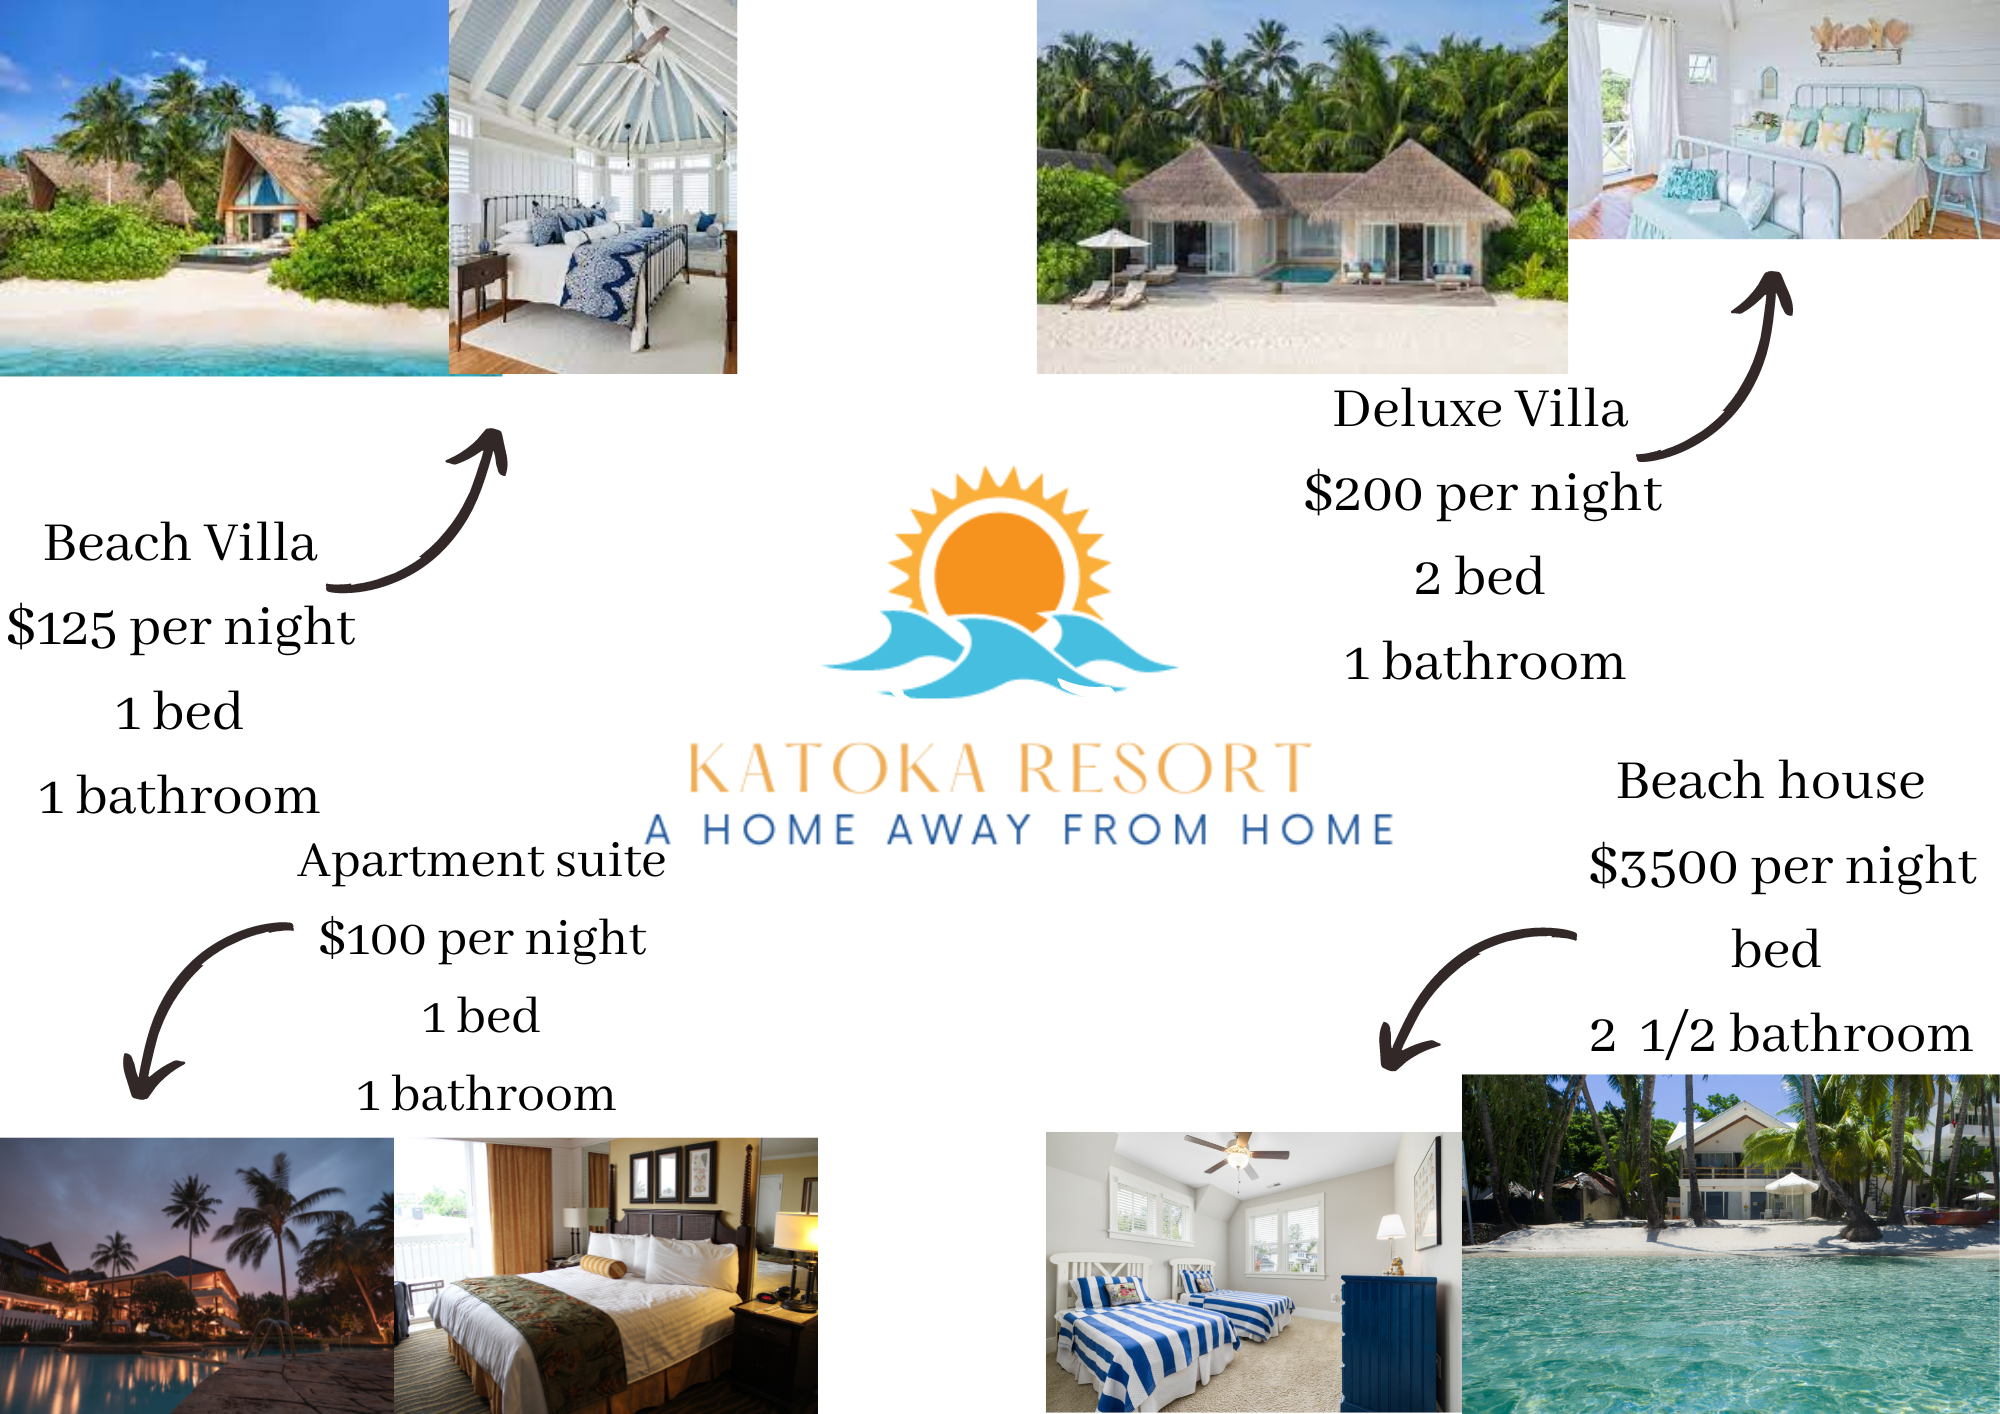 Beach Villa
$125 per night
1 bed
1 bathroom
Deluxe Villa
$200 per night
2 bed
1 bathroom
KATOKA RESORT
A HOME AWAY FROM HOME
Apartment suite
$100 per night
1 bed
1 bathroom
Beach house
$3500 per night
bed
2 1/2 bathroom